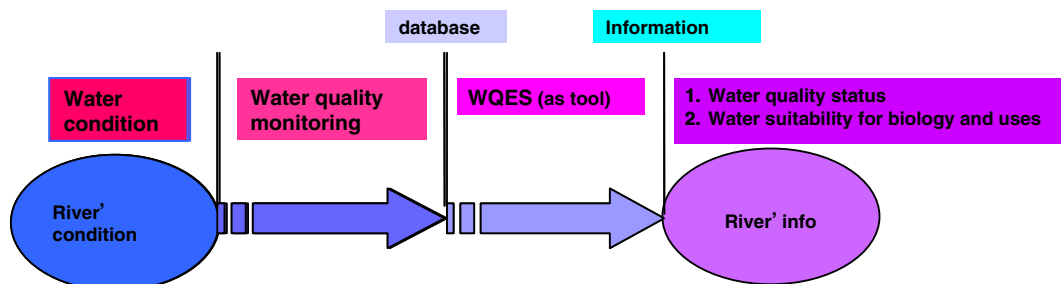 database
Information
Water
condition
Water quality
monitoring
WQES (as tool)
1. Water quality status
2. Water suitability for biology and uses
River’
condition
River’ info